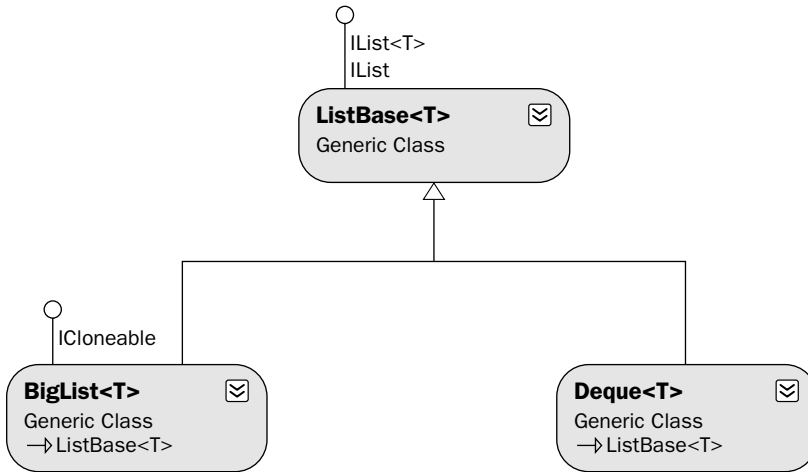 IList<T>
IList
ListBase<T>
Generic Class
ICloneable
BigList<T>
Generic Class
ListBase<T>
Deque<T>
Generic Class
ListBase<T>